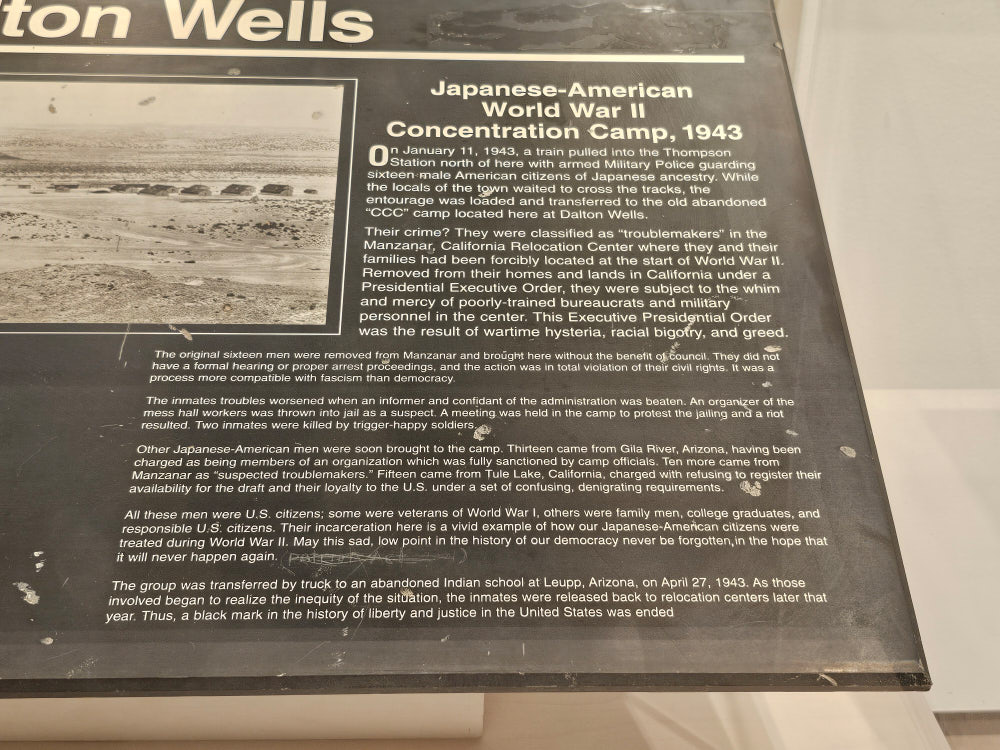 ton Wells
Japanese-American
World War II
Concentration Camp, 1943
On January 11, 1943, a train pulled into the Thompson
Station north of here with armed Military Police guarding
sixteen male American citizens of Japanese ancestry. While
the locals of the town waited to cross the tracks, the
entourage was loaded and transferred to the old abandoned
“CCC” camp located here at Dalton Wells.
Their crime? They were classified as “troublemakers” in the
Manzanar, California Relocation Center where they and their
families had been forcibly located at the start of World War II.
Removed from their homes and lands in California under a
Presidential Executive Order, they were subject to the whim
and mercy of poorly-trained bureaucrats and military
personnel in the center. This Executive Presidential Order
was the result of wartime hysteria, racial bigotry, and greed.
The original sixteen men were removed from Manzanar and brought here without the benefit of council. They did not
have a formal hearing or proper arrest proceedings, and the action was in total violation of their civil rights. It was a
process more compatible with fascism than democracy.
The inmates troubles worsened when an informer and confidant of the administration was beaten. An organizer of the
mess hall workers was thrown into jail as a suspect. A meeting was held in the camp to protest the jailing and a riot
resulted. Two inmates were killed by trigger-happy soldiers.
Other Japanese-American men were soon brought to the camp. Thirteen came from Gila River, Arizona, having been
charged as being members of an organization which was fully sanctioned by camp officials. Ten more came from
Manzanar as “suspected troublemakers.” Fifteen came from Tule Lake, California, charged with refusing to register their
availability for the draft and their loyalty to the U.S. under a set of confusing, denigrating requirements.
All these men were U.S. citizens; some were veterans of World War I, others were family men, college graduates, and
responsible U.S. citizens. Their incarceration here is a vivid example of how our Japanese-American citizens were
treated during World War II. May this sad, low point in the history of our democracy never be forgotten, in the hope that
it will never happen again.
The group was transferred by truck to an abandoned Indian school at Leupp, Arizona, on April 27, 1943. As those
involved began to realize the inequity of the situation, the inmates were released back to relocation centers later that
year. Thus, a black mark in the history of liberty and justice in the United States was ended